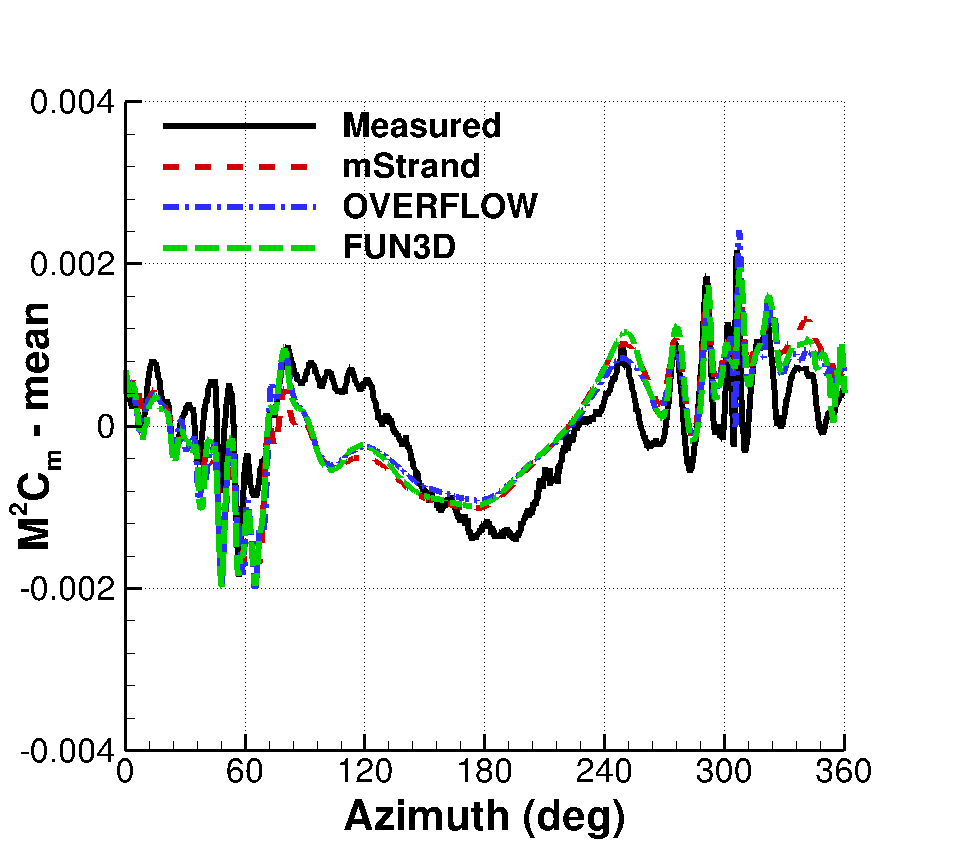 0.004
Measured
mStrand
OVERFLOW
FUN3D
0.002
0
-0.002
-0.004
M²Cₘ - mean
0 60 120 180 240 300 360
Azimuth (deg)